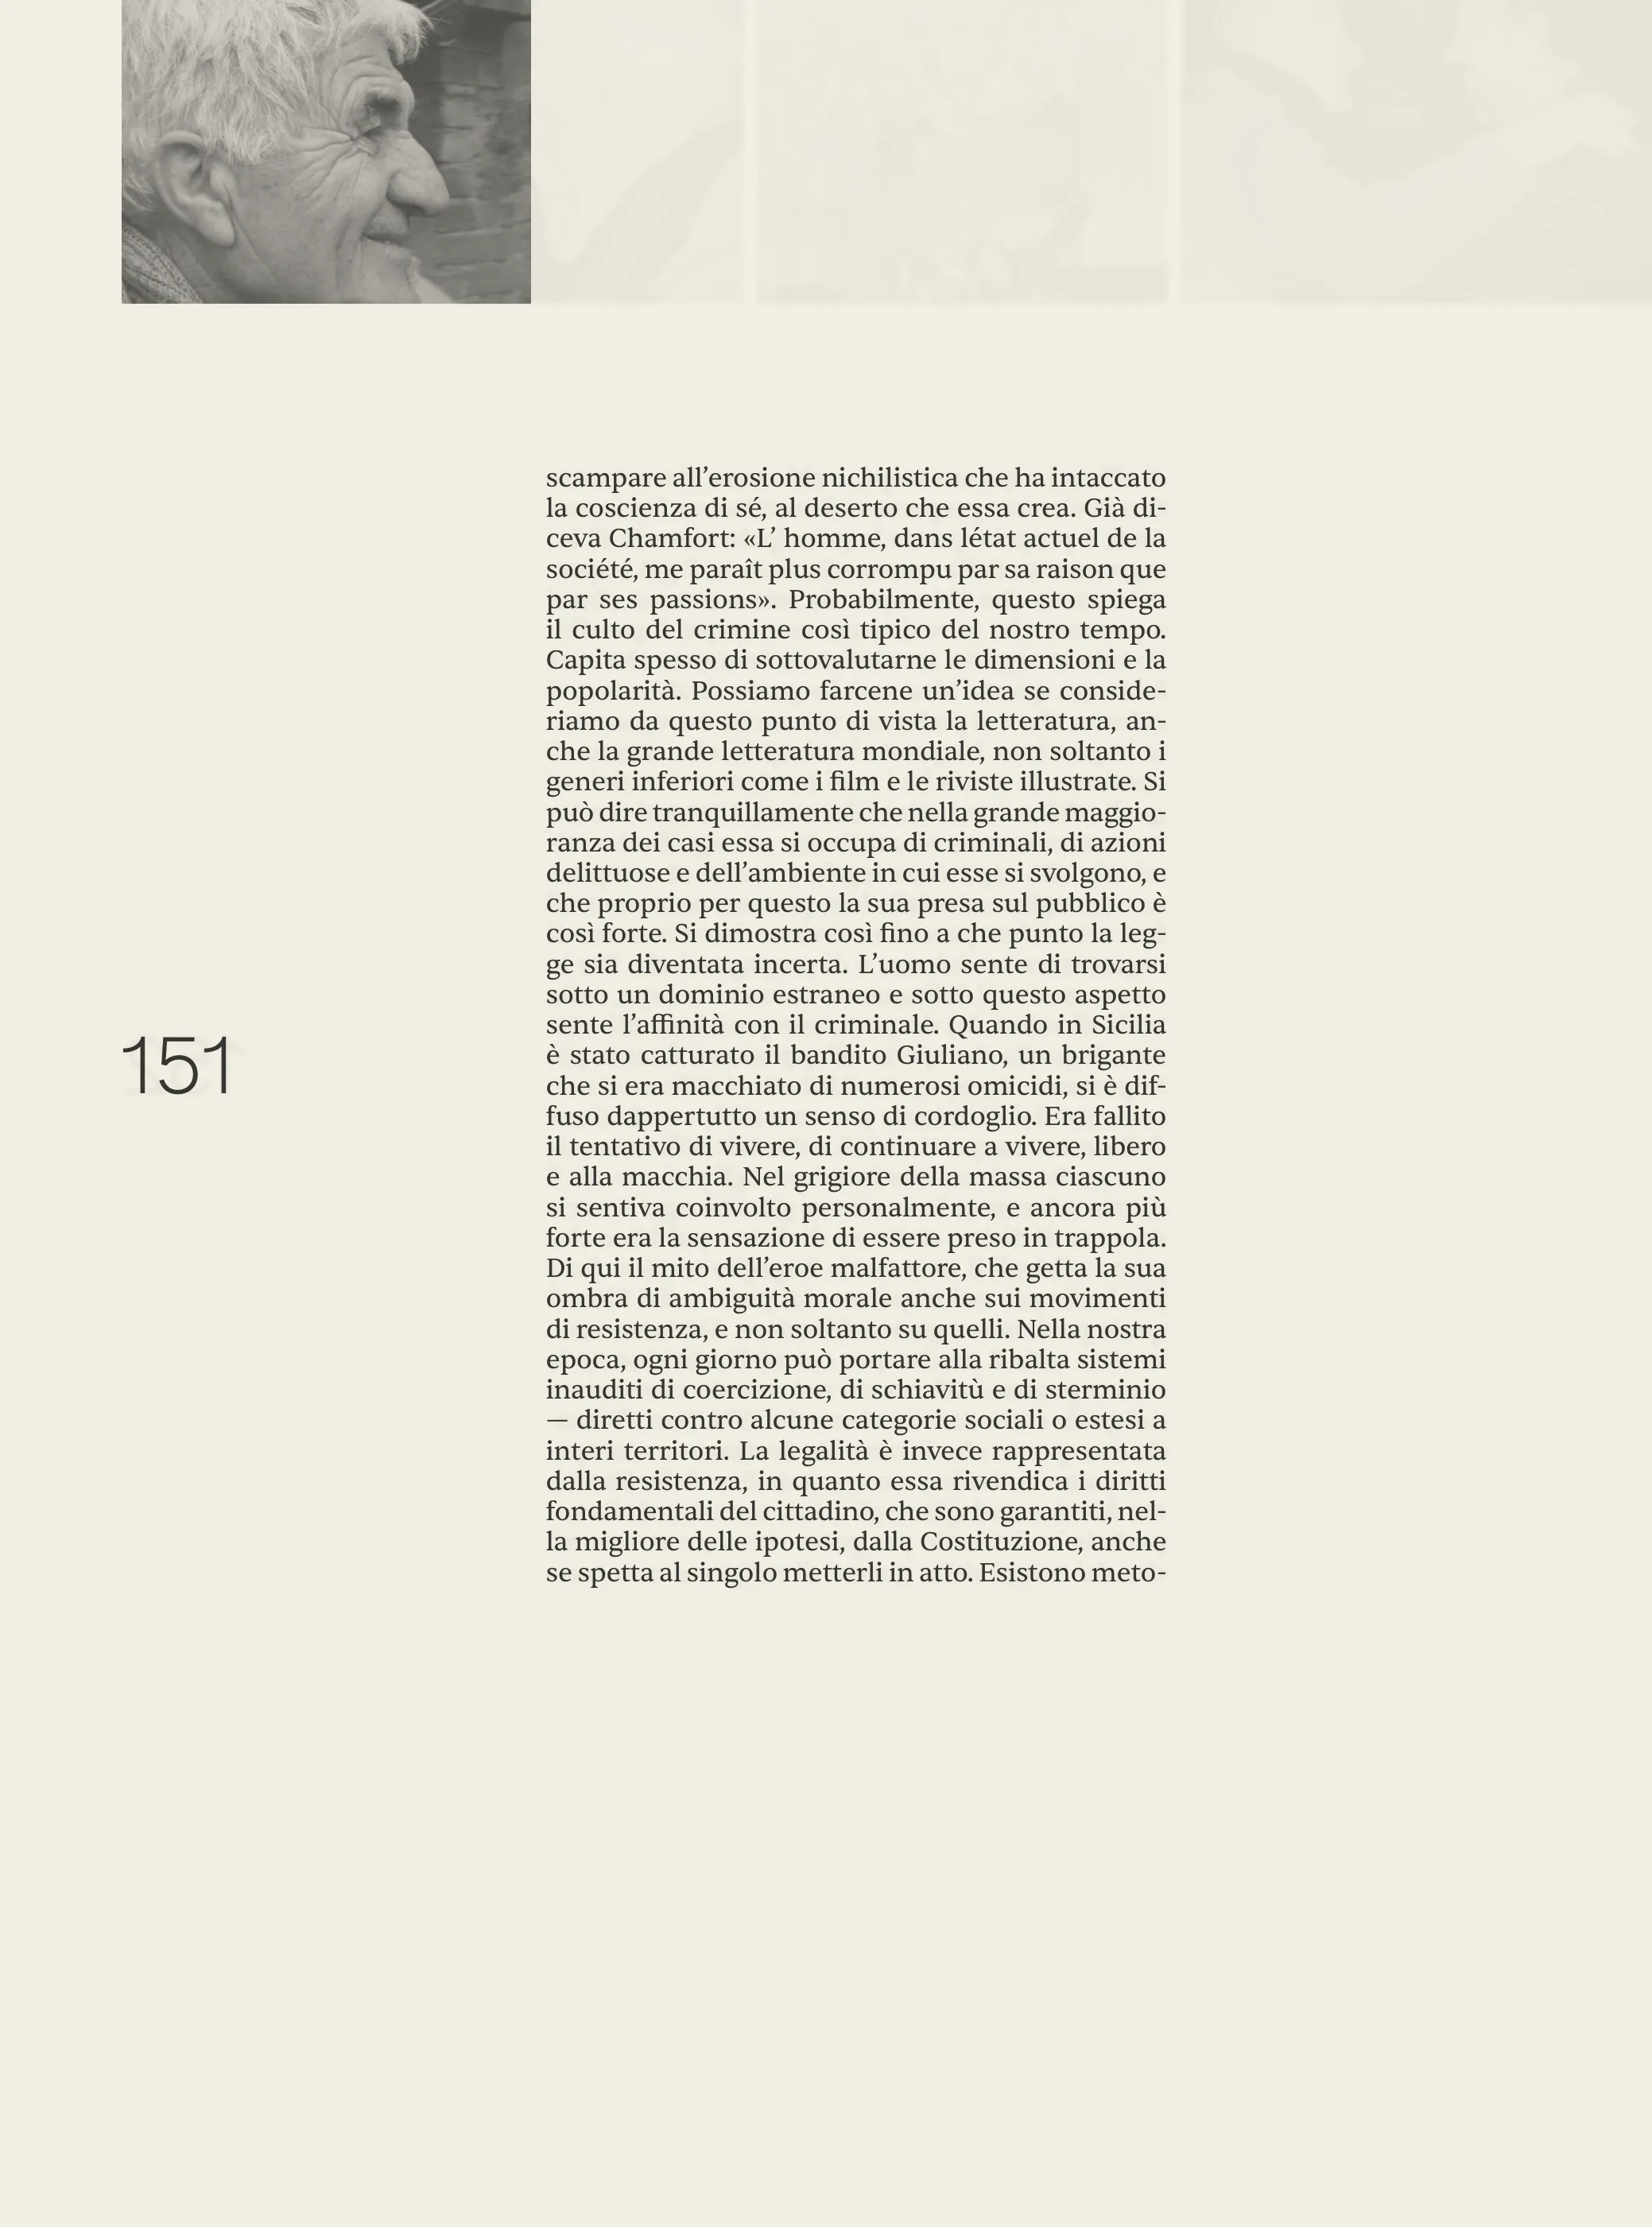 scampare all’erosione nichilistica che ha intaccato
la coscienza di sé, al deserto che essa crea. Già di-
ceva Chamfort: «L’ homme, dans létat actuel de la
société, me paraît plus corrompu par sa raison que
par ses passions». Probabilmente, questo spiega
il culto del crimine così tipico del nostro tempo.
Capita spesso di sottovalutarne le dimensioni e la
popolarità. Possiamo farcene un’idea se conside-
riamo da questo punto di vista la letteratura, an-
che la grande letteratura mondiale, non soltanto i
generi inferiori come i film e le riviste illustrate. Si
può dire tranquillamente che nella grande maggio-
ranza dei casi essa si occupa di criminali, di azioni
delittuose e dell’ambiente in cui esse si svolgono, e
che proprio per questo la sua presa sul pubblico è
così forte. Si dimostra così fino a che punto la leg-
ge sia diventata incerta. L’uomo sente di trovarsi
sotto un dominio estraneo e sotto questo aspetto
sente l’affinità con il criminale. Quando in Sicilia
è stato catturato il bandito Giuliano, un brigante
che si era macchiato di numerosi omicidi, si è dif-
fuso dappertutto un senso di cordoglio. Era fallito
il tentativo di vivere, di continuare a vivere, libero
e alla macchia. Nel grigiore della massa ciascuno
si sentiva coinvolto personalmente, e ancora più
forte era la sensazione di essere preso in trappola.
Di qui il mito dell’eroe malfattore, che getta la sua
ombra di ambiguità morale anche sui movimenti
di resistenza, e non soltanto su quelli. Nella nostra
epoca, ogni giorno può portare alla ribalta sistemi
inauditi di coercizione, di schiavitù e di sterminio
— diretti contro alcune categorie sociali o estesi a
interi territori. La legalità è invece rappresentata
dalla resistenza, in quanto essa rivendica i diritti
fondamentali del cittadino, che sono garantiti, nel-
la migliore delle ipotesi, dalla Costituzione, anche
se spetta al singolo metterli in atto. Esistono meto-
151